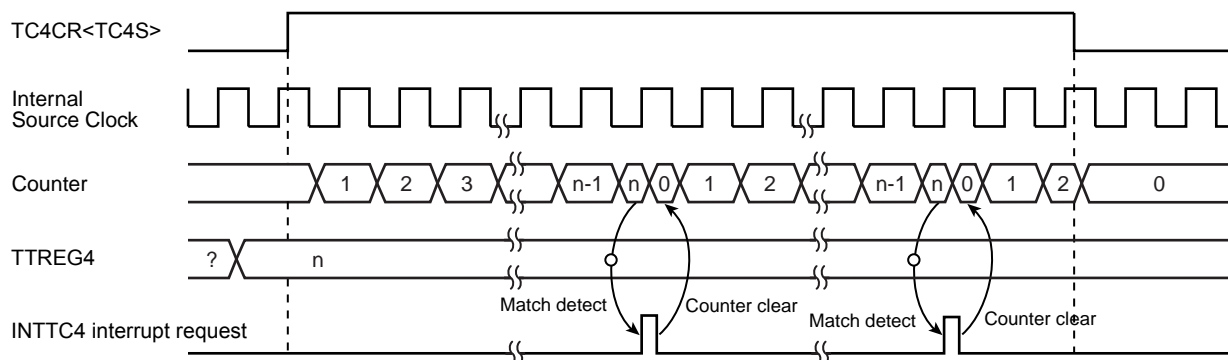 TC4CR<TC4S>
Internal
Source Clock
Counter
1 2 3 n-1 n 0 1 2 n-1 n 0 1 2 0
TTREG4
? n
Match detect Counter clear Match detect Counter clear
INTTC4 interrupt request